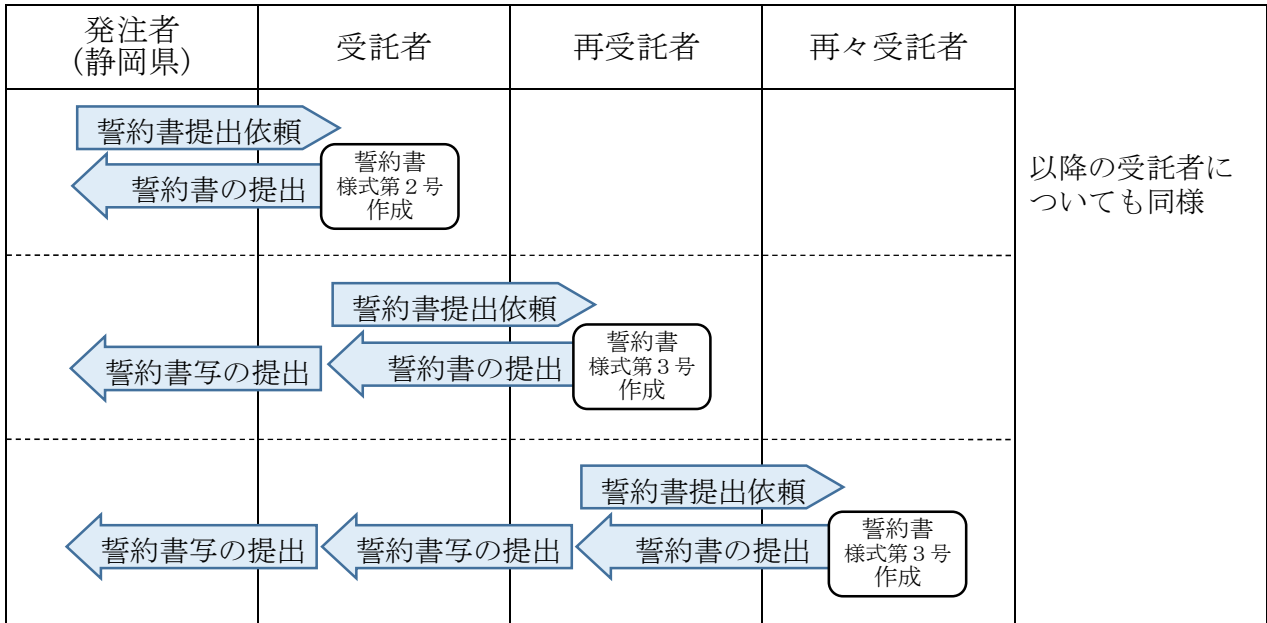 発注者
(静岡県)
受託者
再受託者
再々受託者
以降の受託者に
ついても同様
誓約書提出依頼
誓約書の提出
誓約書
様式第２号
作成
誓約書提出依頼
誓約書写の提出
誓約書の提出
誓約書
様式第３号
作成
誓約書提出依頼
誓約書写の提出
誓約書写の提出
誓約書の提出
誓約書
様式第３号
作成